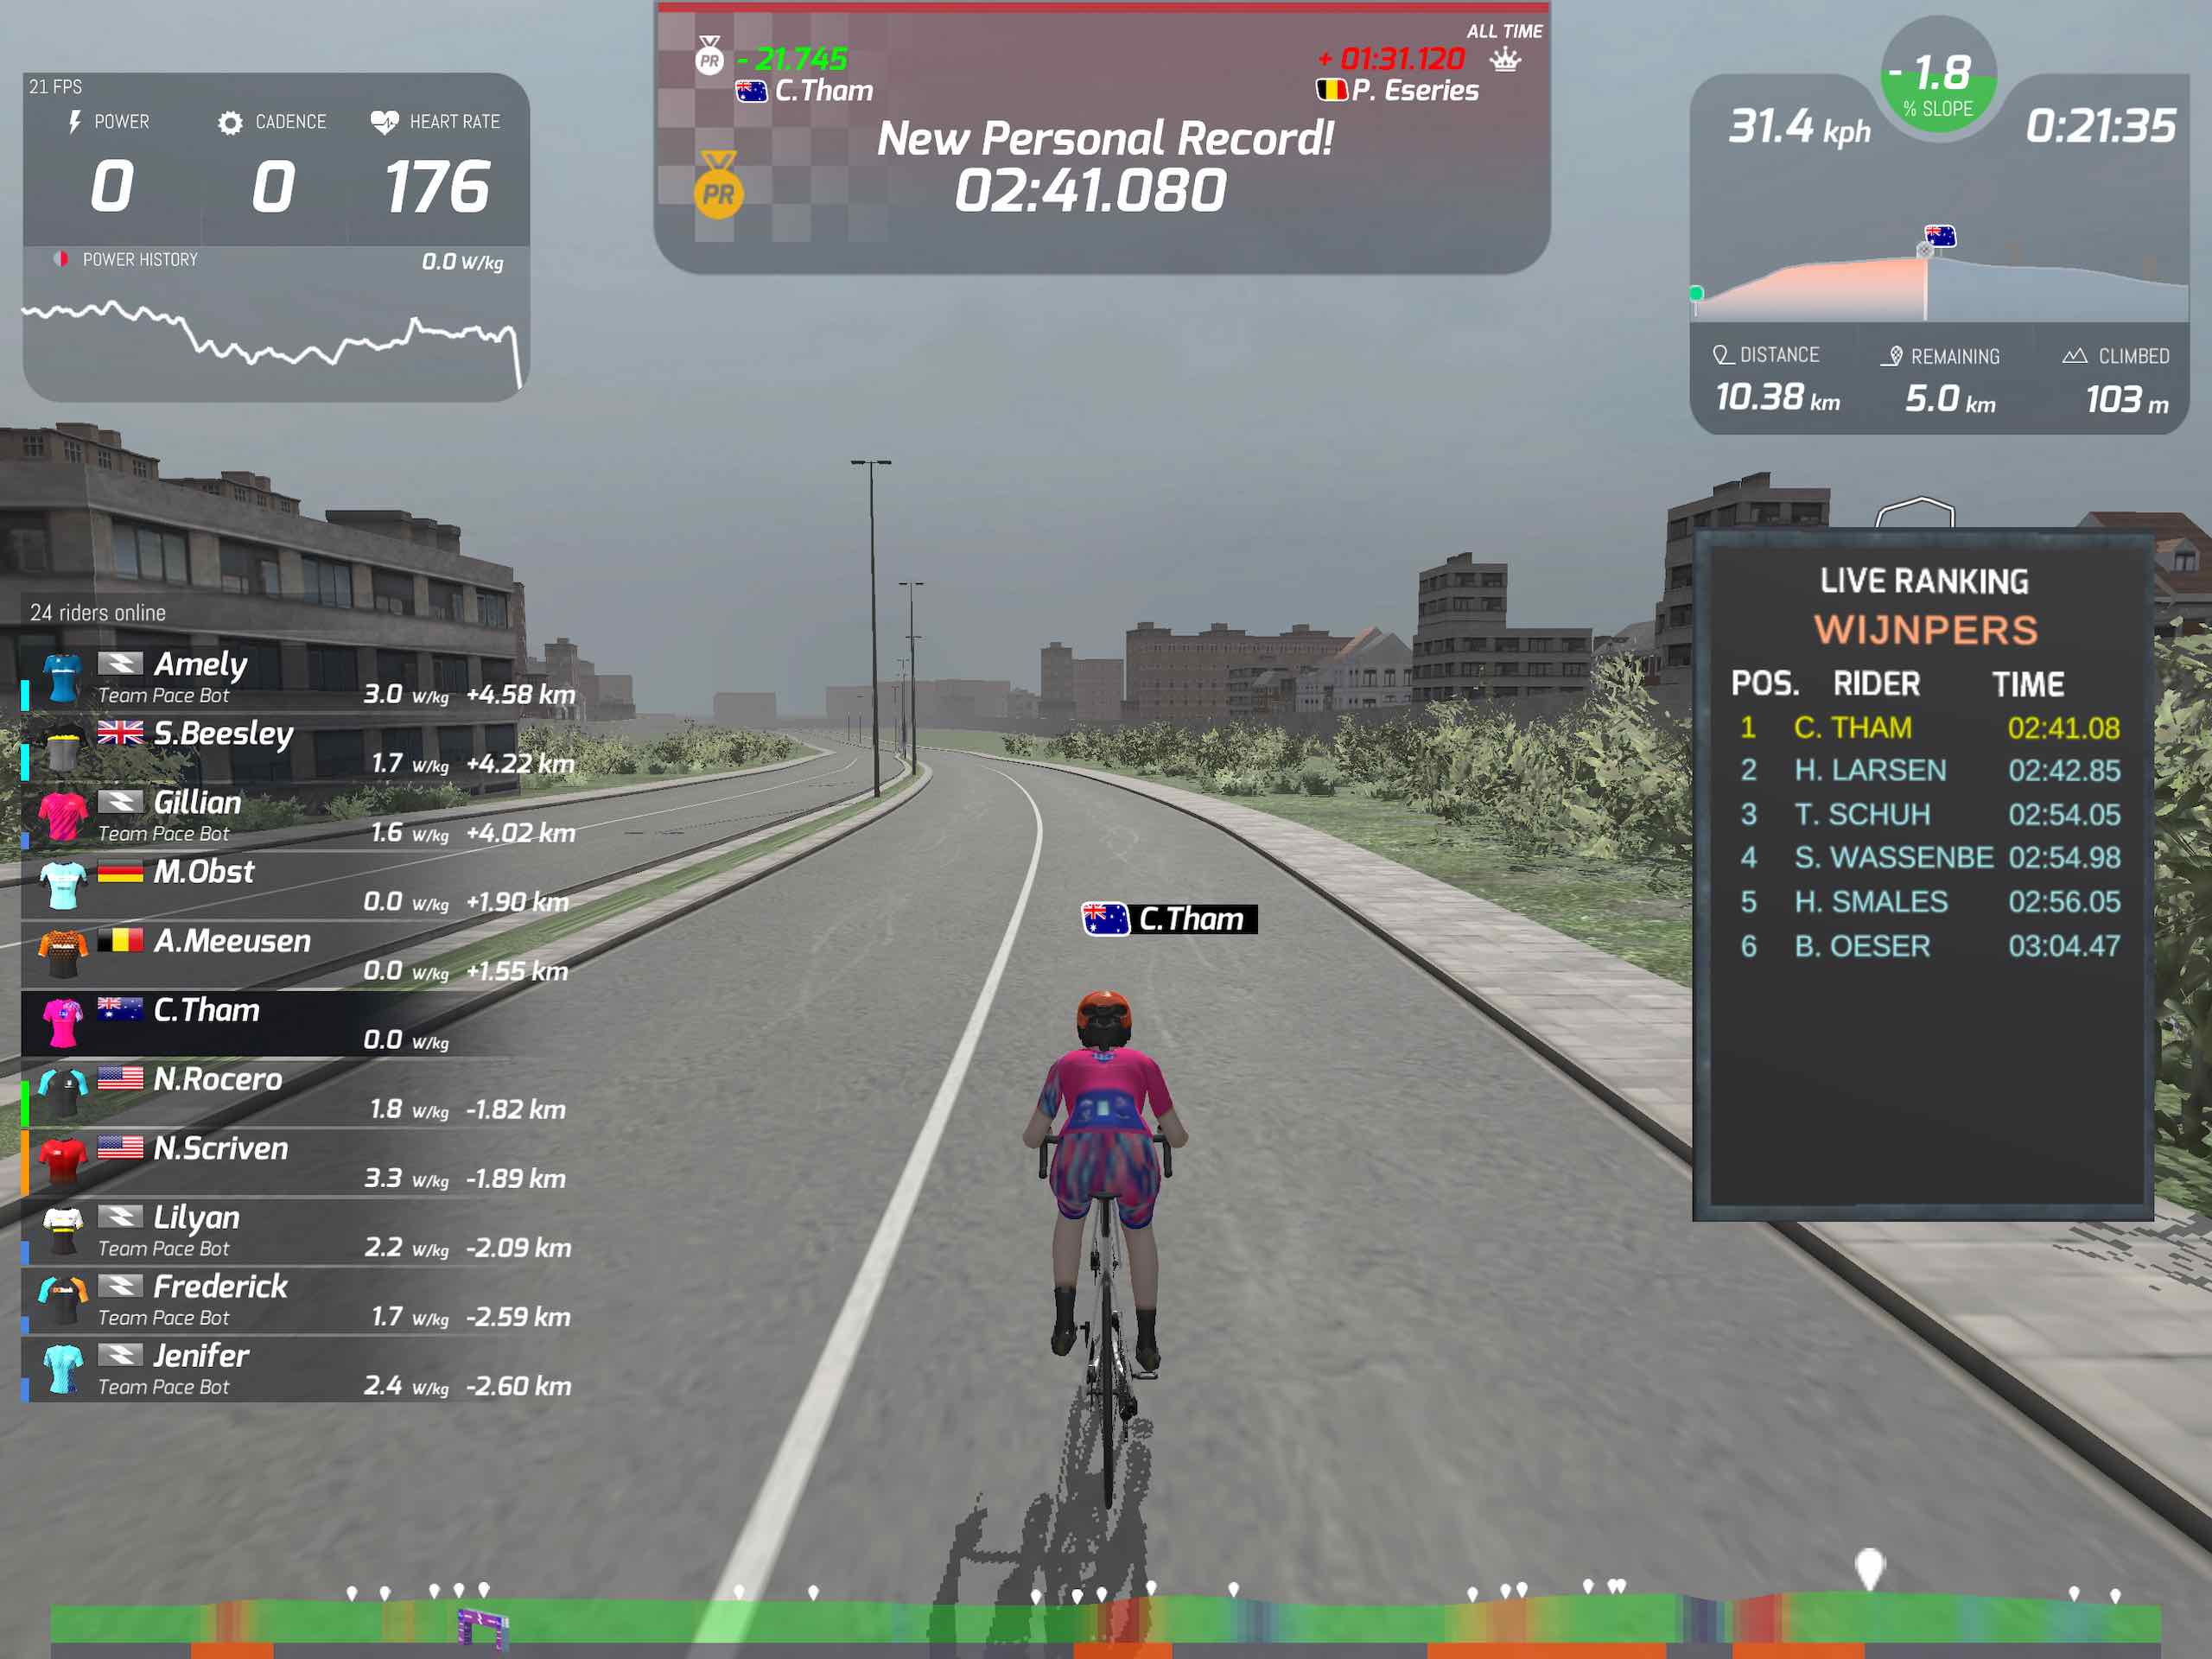 21 FPS
POWER CADENCE HEART RATE
0 0 176
POWER HISTORY 0.0 W/kg
ALL TIME
PR - 21.745 + 01:31.120
C.Tham P. Eseries
New Personal Record!
PR 02:41.080
- 1.8
% SLOPE
31.4 kph 0:21:35
DISTANCE REMAINING CLIMBED
10.38 km 5.0 km 103 m
24 riders online
Amely
Team Pace Bot 3.0 W/kg +4.58 km
S.Beesley
1.7 W/kg +4.22 km
Gillian
Team Pace Bot 1.6 W/kg +4.02 km
M.Obst
0.0 W/kg +1.90 km
A.Meeusen
0.0 W/kg +1.55 km
C.Tham
0.0 W/kg
N.Rocero
1.8 W/kg -1.82 km
N.Scriven
3.3 W/kg -1.89 km
Lilyan
Team Pace Bot 2.2 W/kg -2.09 km
Frederick
Team Pace Bot 1.7 W/kg -2.59 km
Jenifer
Team Pace Bot 2.4 W/kg -2.60 km
C.Tham
LIVE RANKING
WIJNPERS
POS. RIDER TIME
1 C. THAM 02:41.08
2 H. LARSEN 02:42.85
3 T. SCHUH 02:54.05
4 S. WASSENBE 02:54.98
5 H. SMALES 02:56.05
6 B. OESER 03:04.47